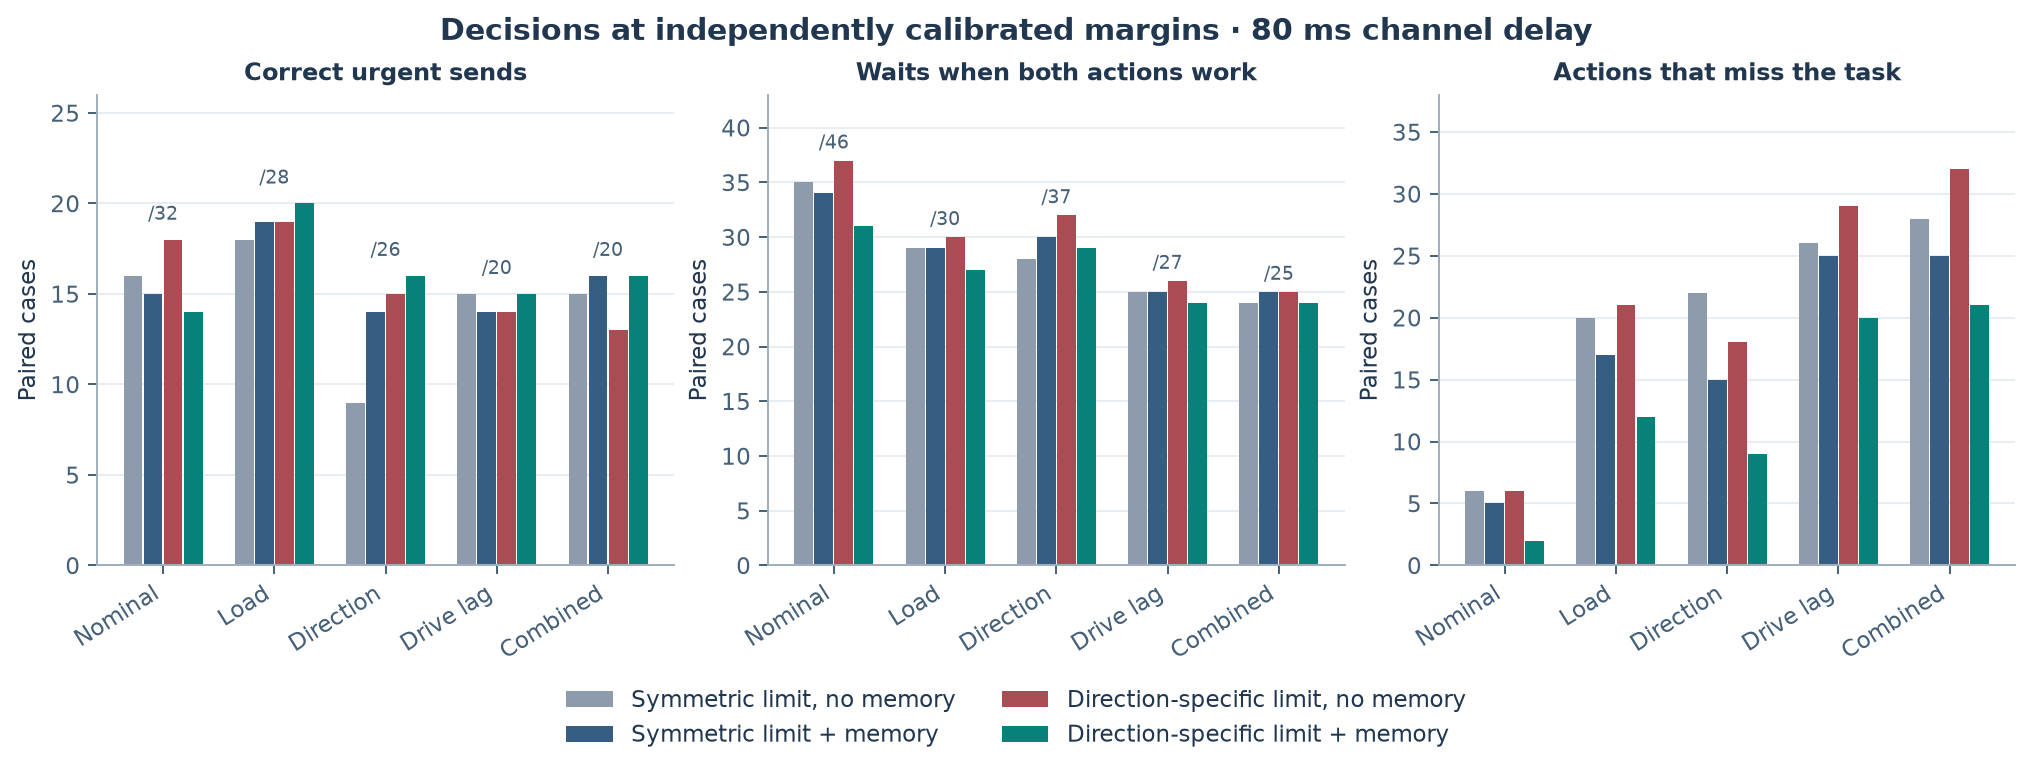 Decisions at independently calibrated margins · 80 ms channel delay
Correct urgent sends
Paired cases
25
20
15
10
5
0
/32
/28
/26
/20
/20
Nominal
Load
Direction
Drive lag
Combined
Waits when both actions work
Paired cases
40
35
30
25
20
15
10
5
0
/46
/30
/37
/27
/25
Nominal
Load
Direction
Drive lag
Combined
Actions that miss the task
Paired cases
35
30
25
20
15
10
5
0
Nominal
Load
Direction
Drive lag
Combined
Symmetric limit, no memory
Symmetric limit + memory
Direction-specific limit, no memory
Direction-specific limit + memory